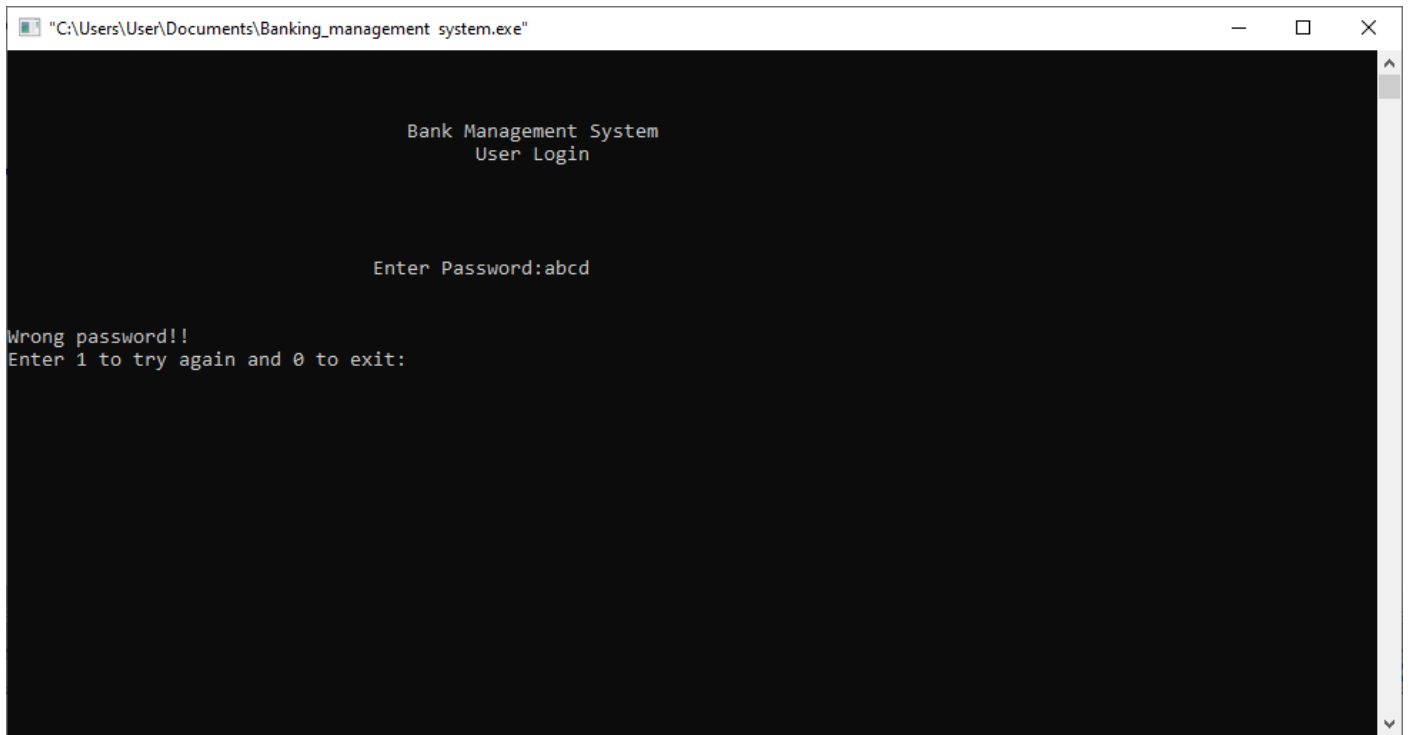 "C:\Users\User\Documents\Banking_management system.exe"
Bank Management System
User Login
Enter Password:abcd
Wrong password!!
Enter 1 to try again and 0 to exit: